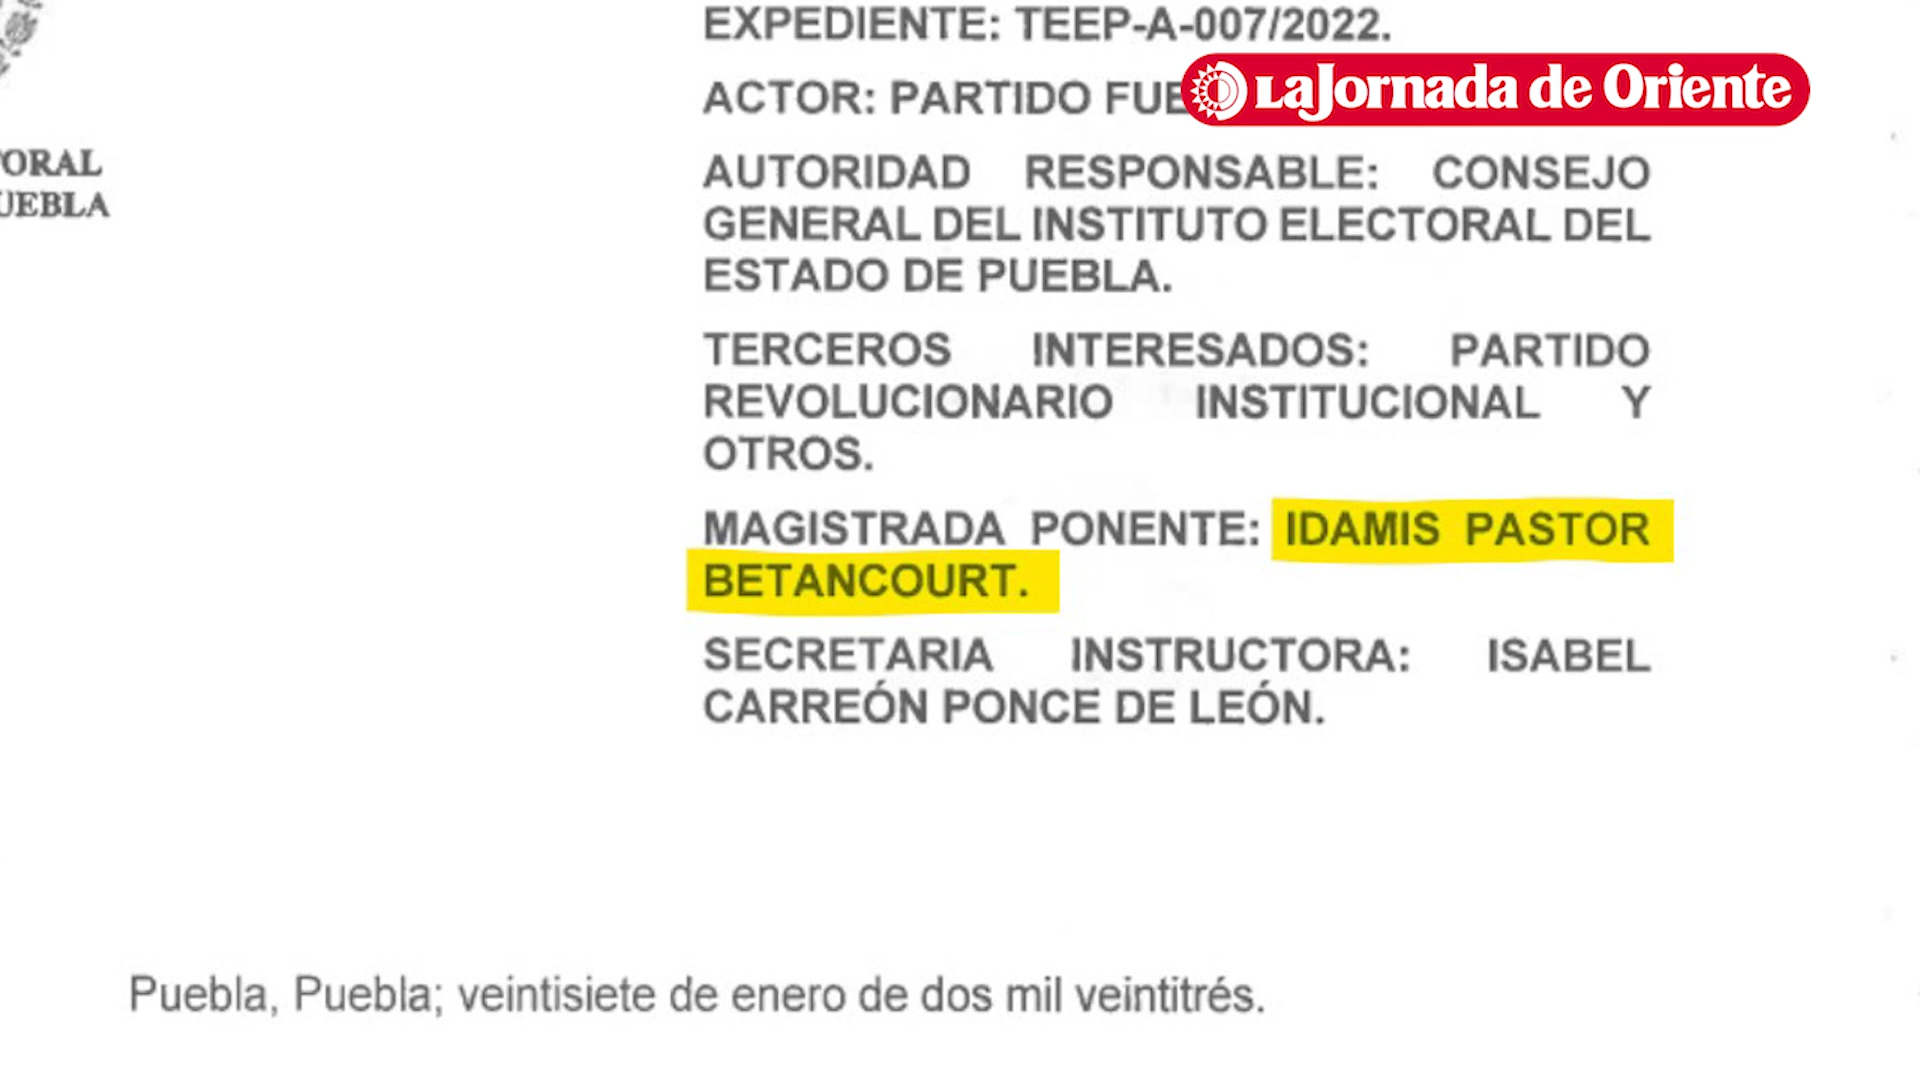 EXPEDIENTE: TEEP-A-007/2022.
ACTOR: PARTIDO
LaJornada de Oriente
ORAL
UEBLA
AUTORIDAD RESPONSABLE: CONSEJO
GENERAL DEL INSTITUTO ELECTORAL DEL
ESTADO DE PUEBLA.
TERCEROS INTERESADOS: PARTIDO
REVOLUCIONARIO INSTITUCIONAL Y
OTROS.
MAGISTRADA PONENTE: IDAMIS PASTOR
BETANCOURT.
SECRETARIA INSTRUCTORA: ISABEL
CARREÓN PONCE DE LEÓN.
Puebla, Puebla; veintisiete de enero de dos mil veintitrés.